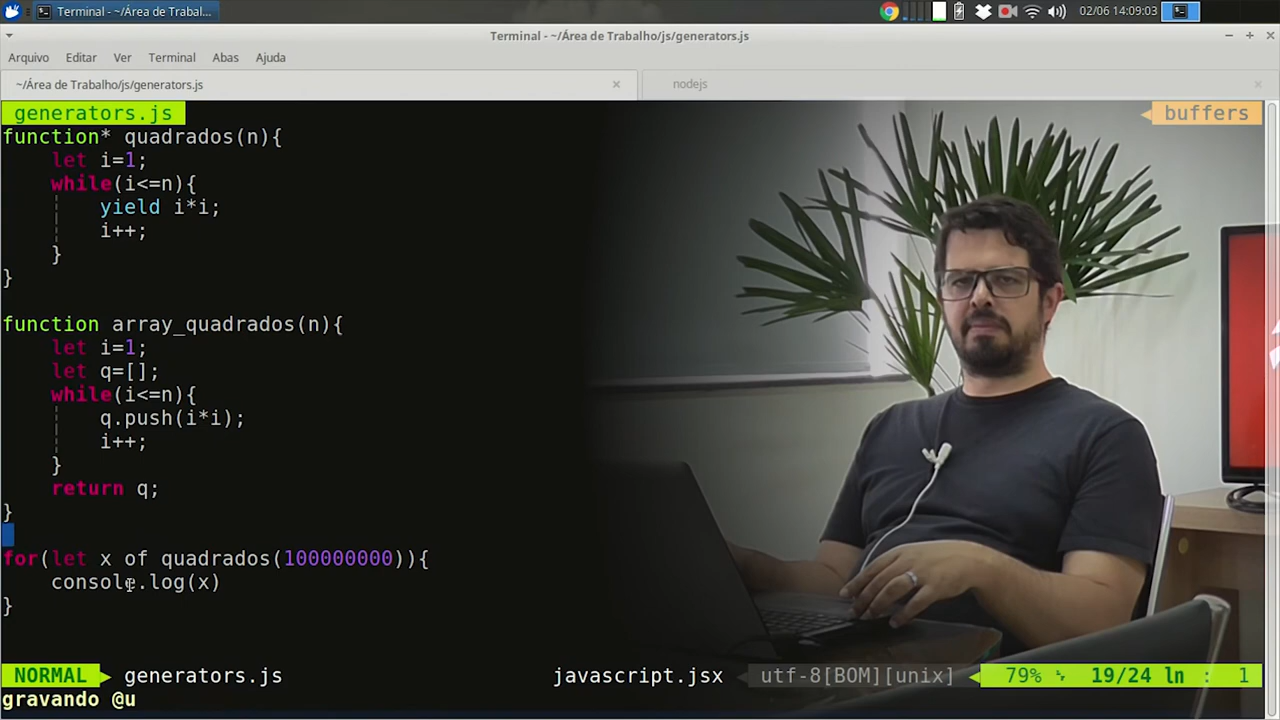 Terminal - ~/Área de Trabal...
02/06 14:09:03
Terminal - ~/Área de Trabalho/js/generators.js
Arquivo Editar Ver Terminal Abas Ajuda
~/Área de Trabalho/js/generators.js
nodejs
generators.js
buffers
function* quadrados(n){
    let i=1;
    while(i<=n){
        yield i*i;
        i++;
    }
}
function array_quadrados(n){
    let i=1;
    let q=[];
    while(i<=n){
        q.push(i*i);
        i++;
    }
    return q;
}
for(let x of quadrados(100000000)){
    console.log(x)
}
NORMAL generators.js javascript.jsx utf-8[BOM][unix] 79% 19/24 ln : 1
gravando @u